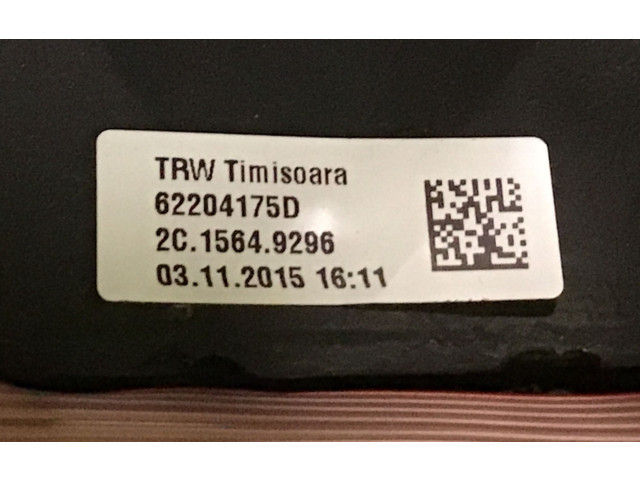 TRW Timisoara
62204175D
2C.1564.9296
03.11.2015 16:11